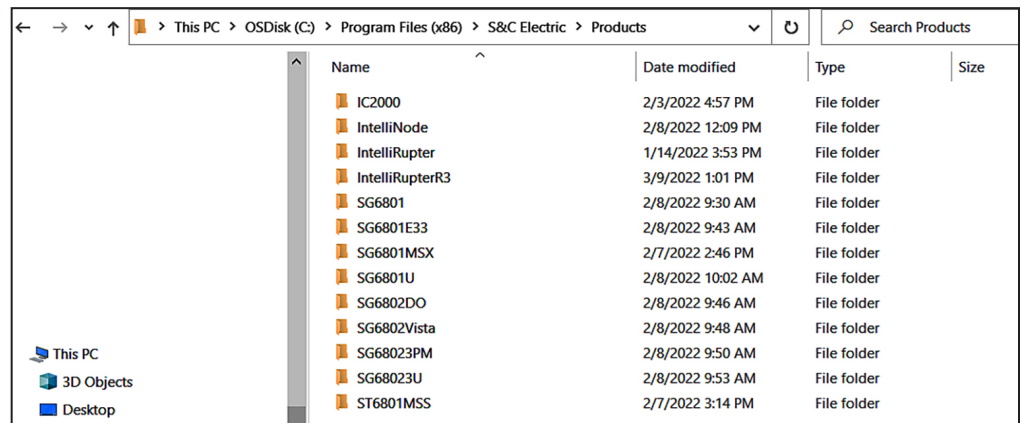 This PC > OSDisk (C:) > Program Files (x86) > S&C Electric > Products Search Products
Name Date modified Type Size
IC2000 2/3/2022 4:57 PM File folder
IntelliNode 2/8/2022 12:09 PM File folder
IntelliRupter 1/14/2022 3:53 PM File folder
IntelliRupterR3 3/9/2022 1:01 PM File folder
SG6801 2/8/2022 9:30 AM File folder
SG6801E33 2/8/2022 9:43 AM File folder
SG6801MSX 2/7/2022 2:46 PM File folder
SG6801U 2/8/2022 10:02 AM File folder
SG6802DO 2/8/2022 9:46 AM File folder
SG6802Vista 2/8/2022 9:48 AM File folder
SG68023PM 2/8/2022 9:50 AM File folder
SG68023U 2/8/2022 9:53 AM File folder
ST6801MSS 2/7/2022 3:14 PM File folder
This PC
3D Objects
Desktop